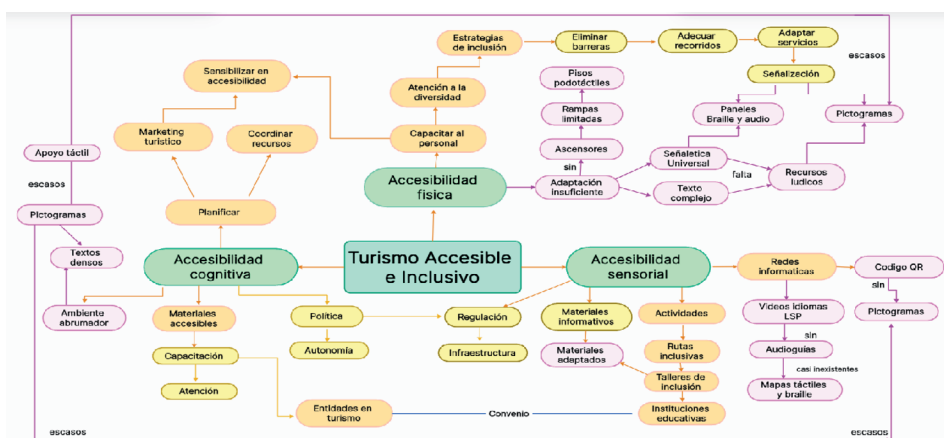 Estrategias
de inclusión
Eliminar
barreras
Adecuar
recorridos
Adaptar
servicios
escasos
Sensibilizar en
accesibilidad
Pisos
podotáctiles
Señalización
Atención a la
diversidad
Rampas
limitadas
Paneles
Braille y audio
Pictogramas
Marketing
turístico
Coordinar
recursos
Capacitar al
personal
Apoyo táctil
Ascensores
Señaletica
Universal
sin
falta
Recursos
ludicos
escasos
Accesibilidad
física
Adaptación
insuficiente
Texto
complejo
Pictogramas
Planificar
Textos
densos
Accesibilidad
cognitiva
Turismo Accesible
e Inclusivo
Accesibilidad
sensorial
Redes
informaticas
Codigo QR
sin
Ambiente
abrumador
Materiales
accesibles
Política
Regulación
Materiales
informativos
Actividades
Videos idiomas
LSP
Pictogramas
sin
Capacitación
Autonomía
Infraestructura
Materiales
adaptados
Rutas
inclusivas
Audioguías
casi inexistentes
Atención
Talleres de
inclusión
Mapas táctiles
y braille
Entidades en
turismo
Convenio
Instituciones
educativas
escasos
escasos